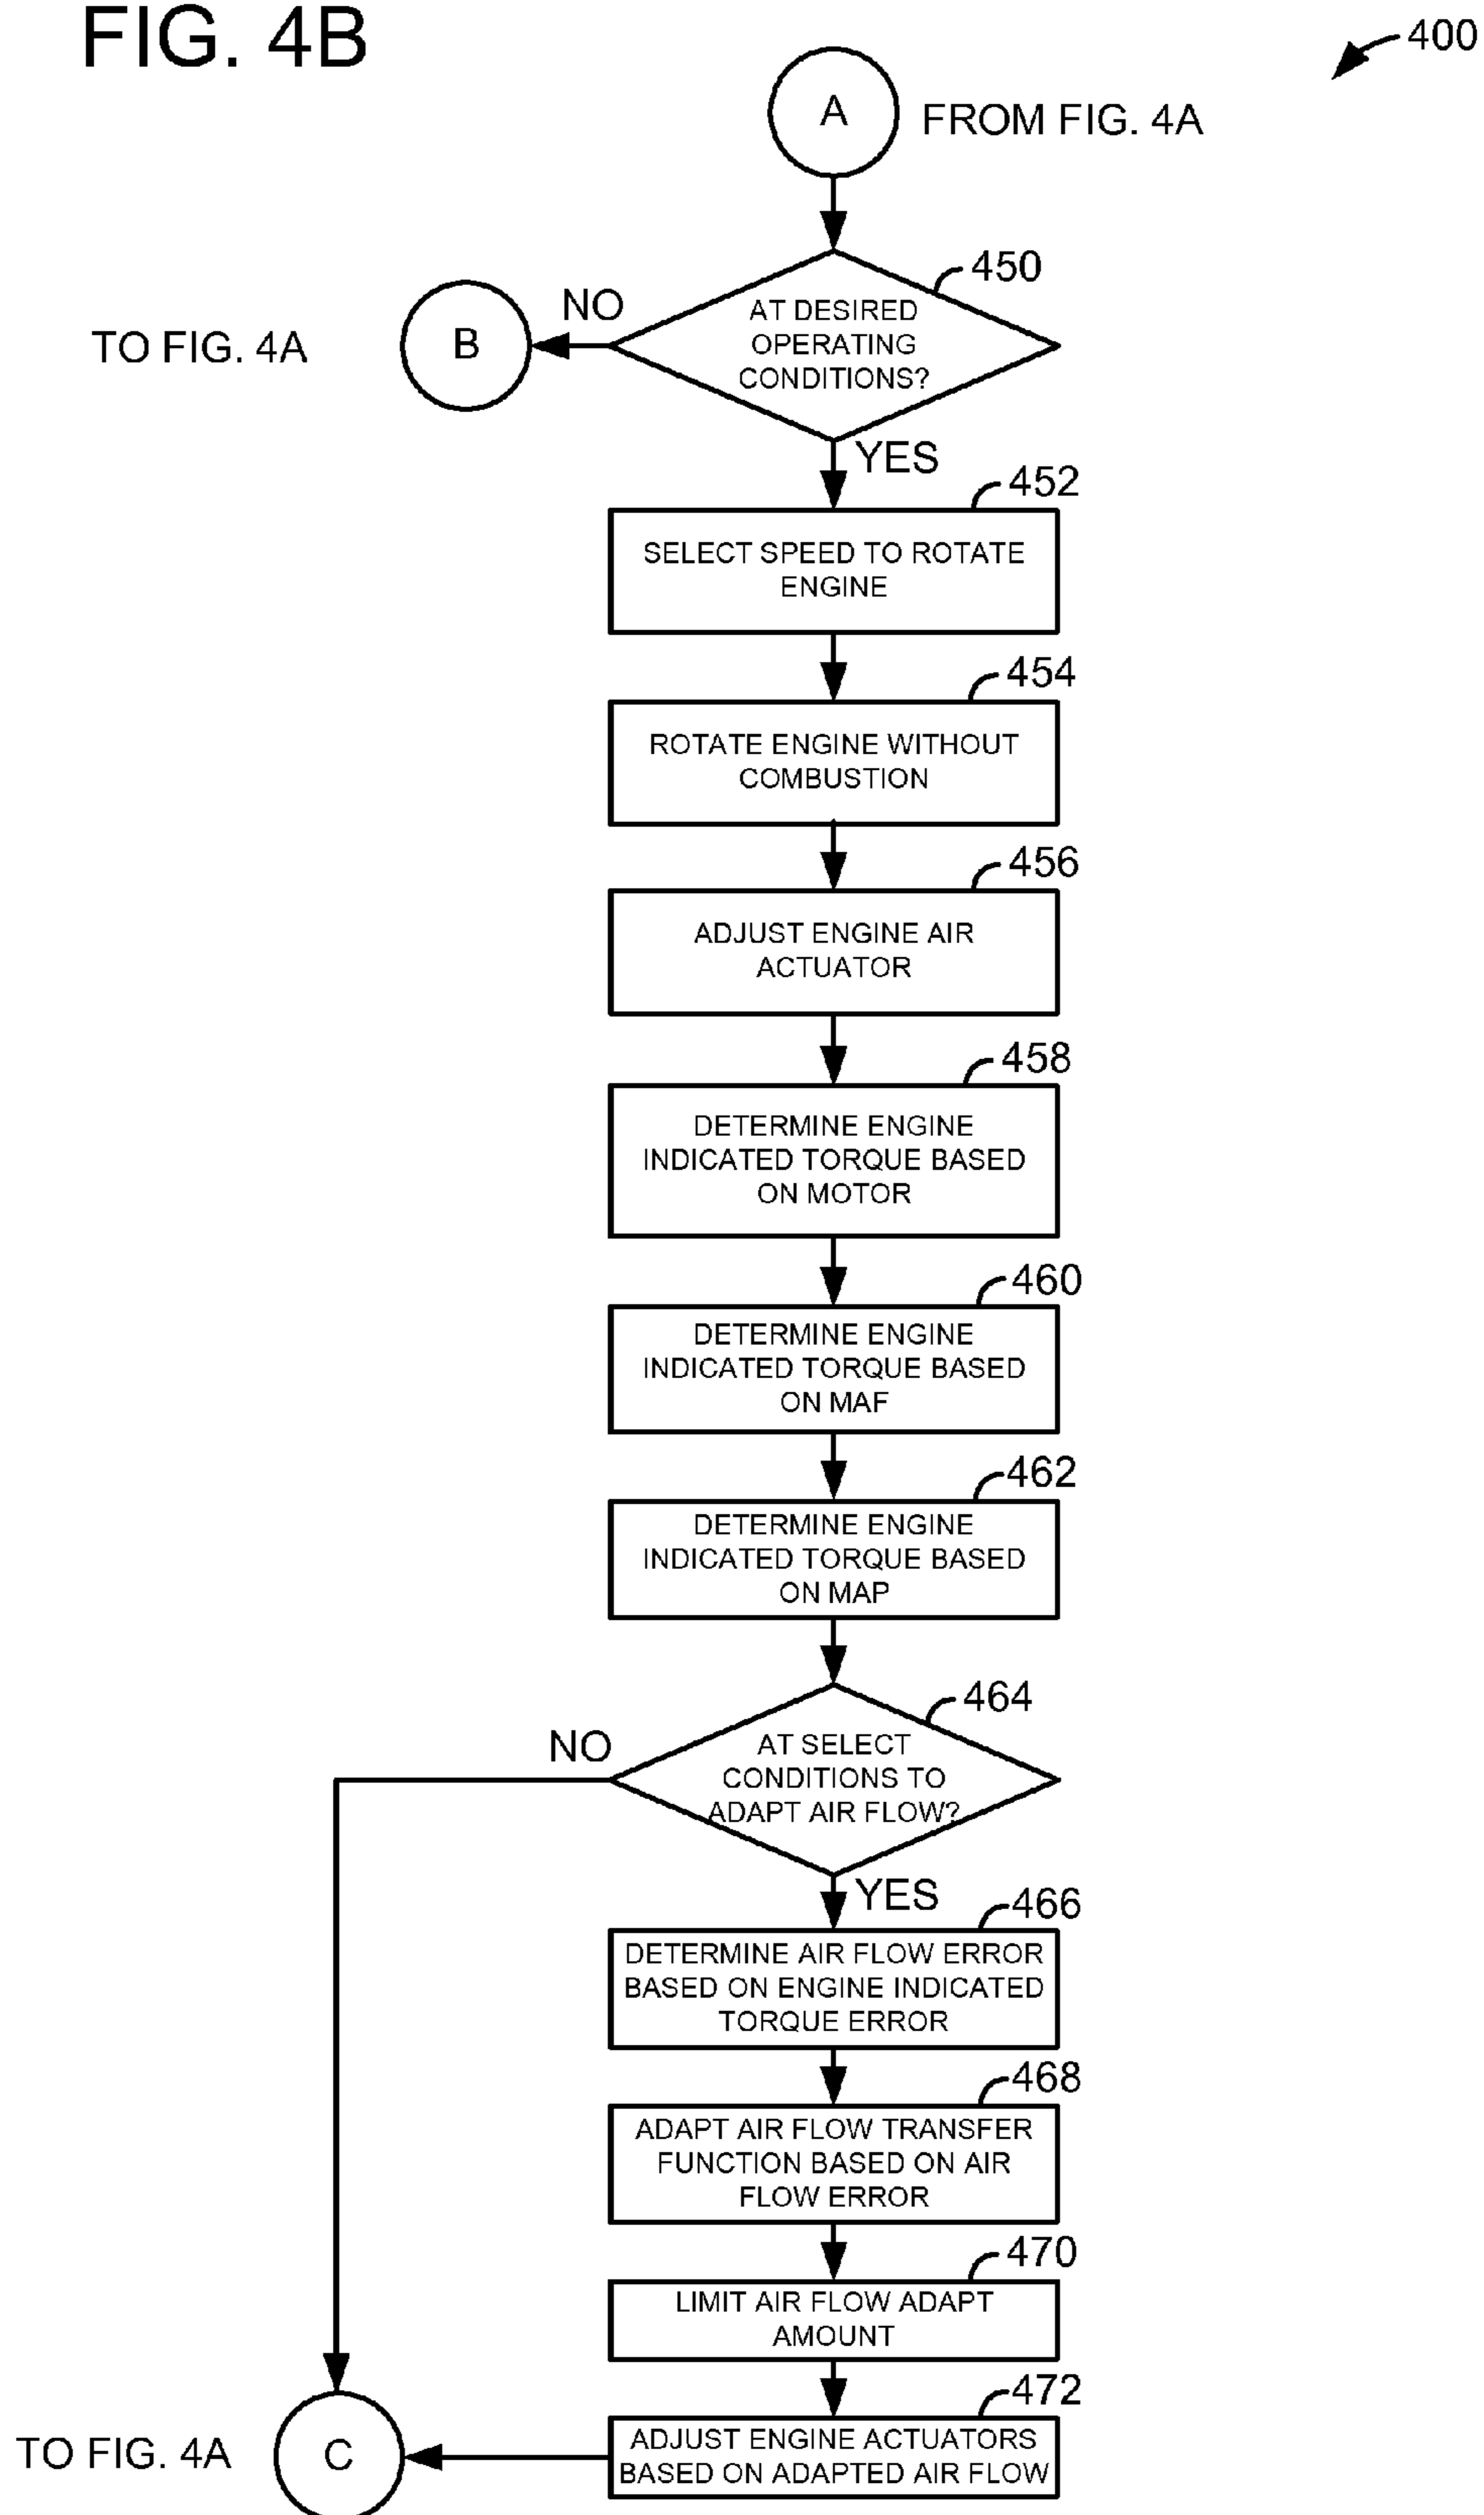 FIG. 4B
400
A
FROM FIG. 4A
450
AT DESIRED
OPERATING
CONDITIONS?
NO
B
TO FIG. 4A
YES
452
SELECT SPEED TO ROTATE
ENGINE
454
ROTATE ENGINE WITHOUT
COMBUSTION
456
ADJUST ENGINE AIR
ACTUATOR
458
DETERMINE ENGINE
INDICATED TORQUE BASED
ON MOTOR
460
DETERMINE ENGINE
INDICATED TORQUE BASED
ON MAF
462
DETERMINE ENGINE
INDICATED TORQUE BASED
ON MAP
464
AT SELECT
CONDITIONS TO
ADAPT AIR FLOW?
NO
YES
466
DETERMINE AIR FLOW ERROR
BASED ON ENGINE INDICATED
TORQUE ERROR
468
ADAPT AIR FLOW TRANSFER
FUNCTION BASED ON AIR
FLOW ERROR
470
LIMIT AIR FLOW ADAPT
AMOUNT
472
ADJUST ENGINE ACTUATORS
BASED ON ADAPTED AIR FLOW
C
TO FIG. 4A